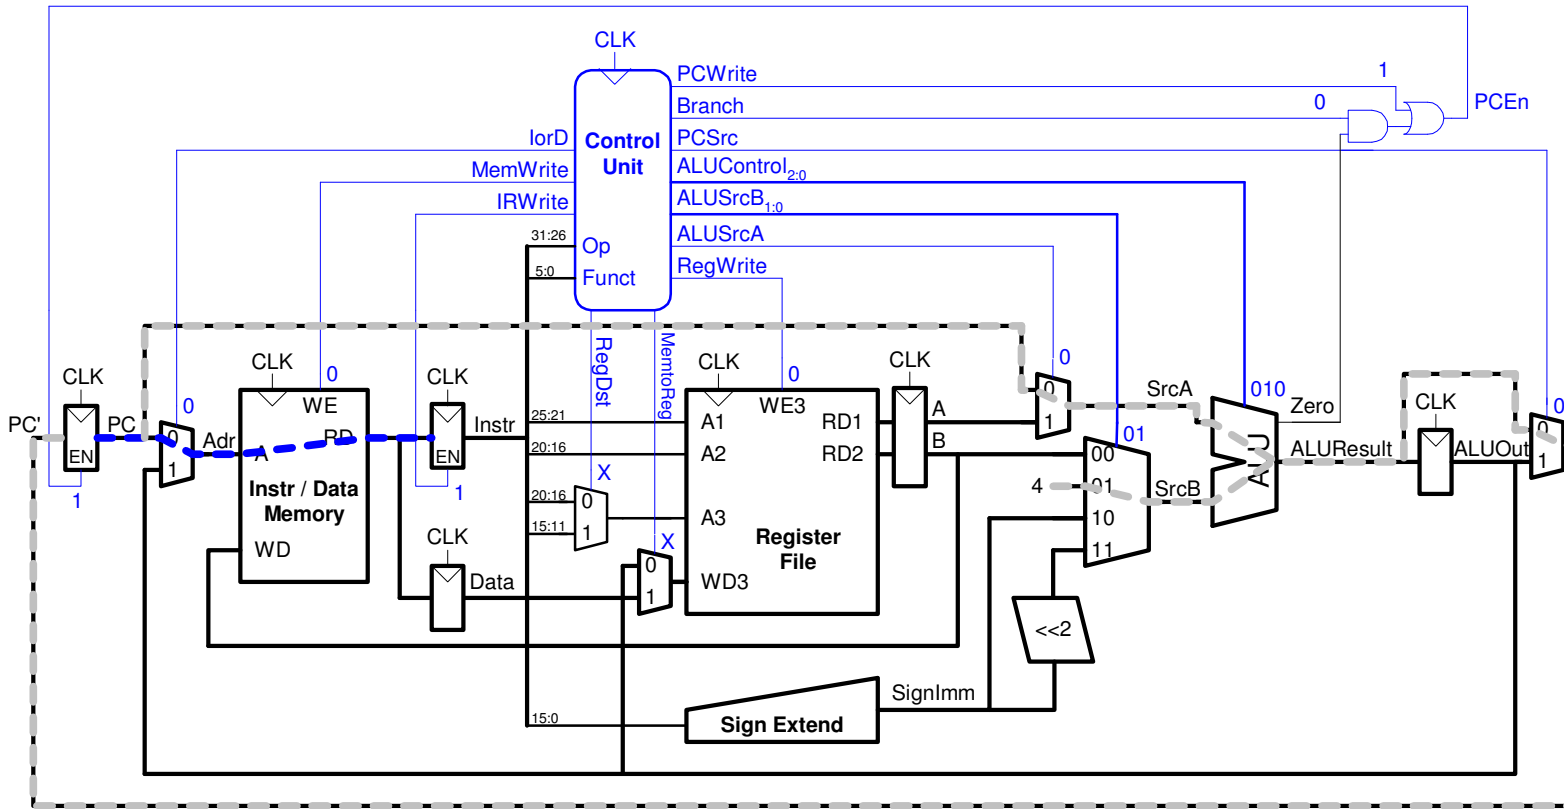 CLK
PCWrite
1
Branch
0
PCEn
IorD
Control
Unit
PCSrc
MemWrite
ALUControl2:0
IRWrite
ALUSrcB1:0
31:26
Op
ALUSrcA
5:0
Funct
RegWrite
RegDst
MemtoReg
CLK
CLK
CLK
CLK
CLK
0
0
0
0
010
0
CLK
PC'
PC
EN
1
0
1
Adr
A
RD
WE
Instr / Data
Memory
WD
EN
1
Instr
25:21
20:16
20:16
15:11
X
0
1
A1
A2
A3
WD3
WE3
RD1
RD2
Register
File
A
B
0
1
SrcA
01
00
01
10
11
4
SrcB
ALU
Zero
ALUResult
ALUOut
0
1
CLK
Data
X
0
1
<<2
SignImm
15:0
Sign Extend